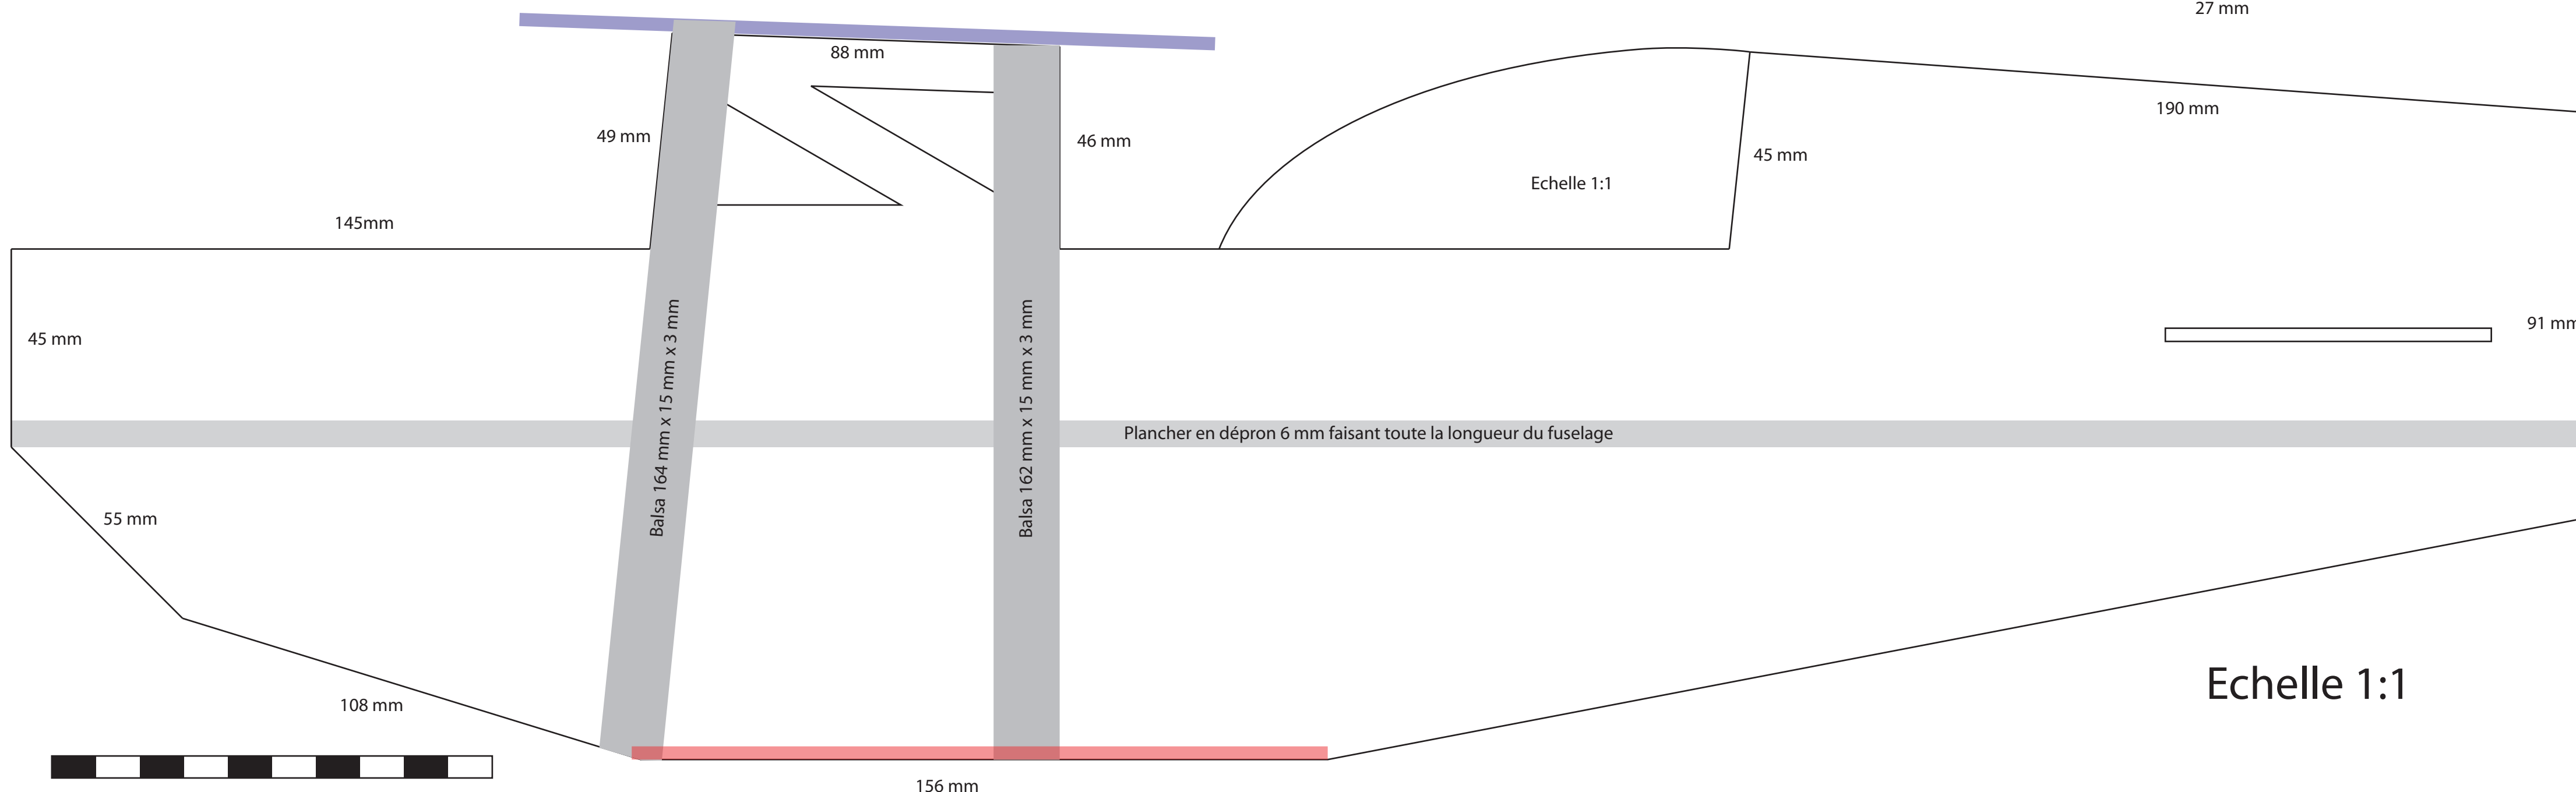 27 mm
88 mm
190 mm
49 mm
46 mm
45 mm
Echelle 1:1
145mm
45 mm
91 mm
Balsa 164 mm x 15 mm x 3 mm
Balsa 162 mm x 15 mm x 3 mm
Plancher en dépron 6 mm faisant toute la longueur du fuselage
55 mm
Echelle 1:1
108 mm
156 mm